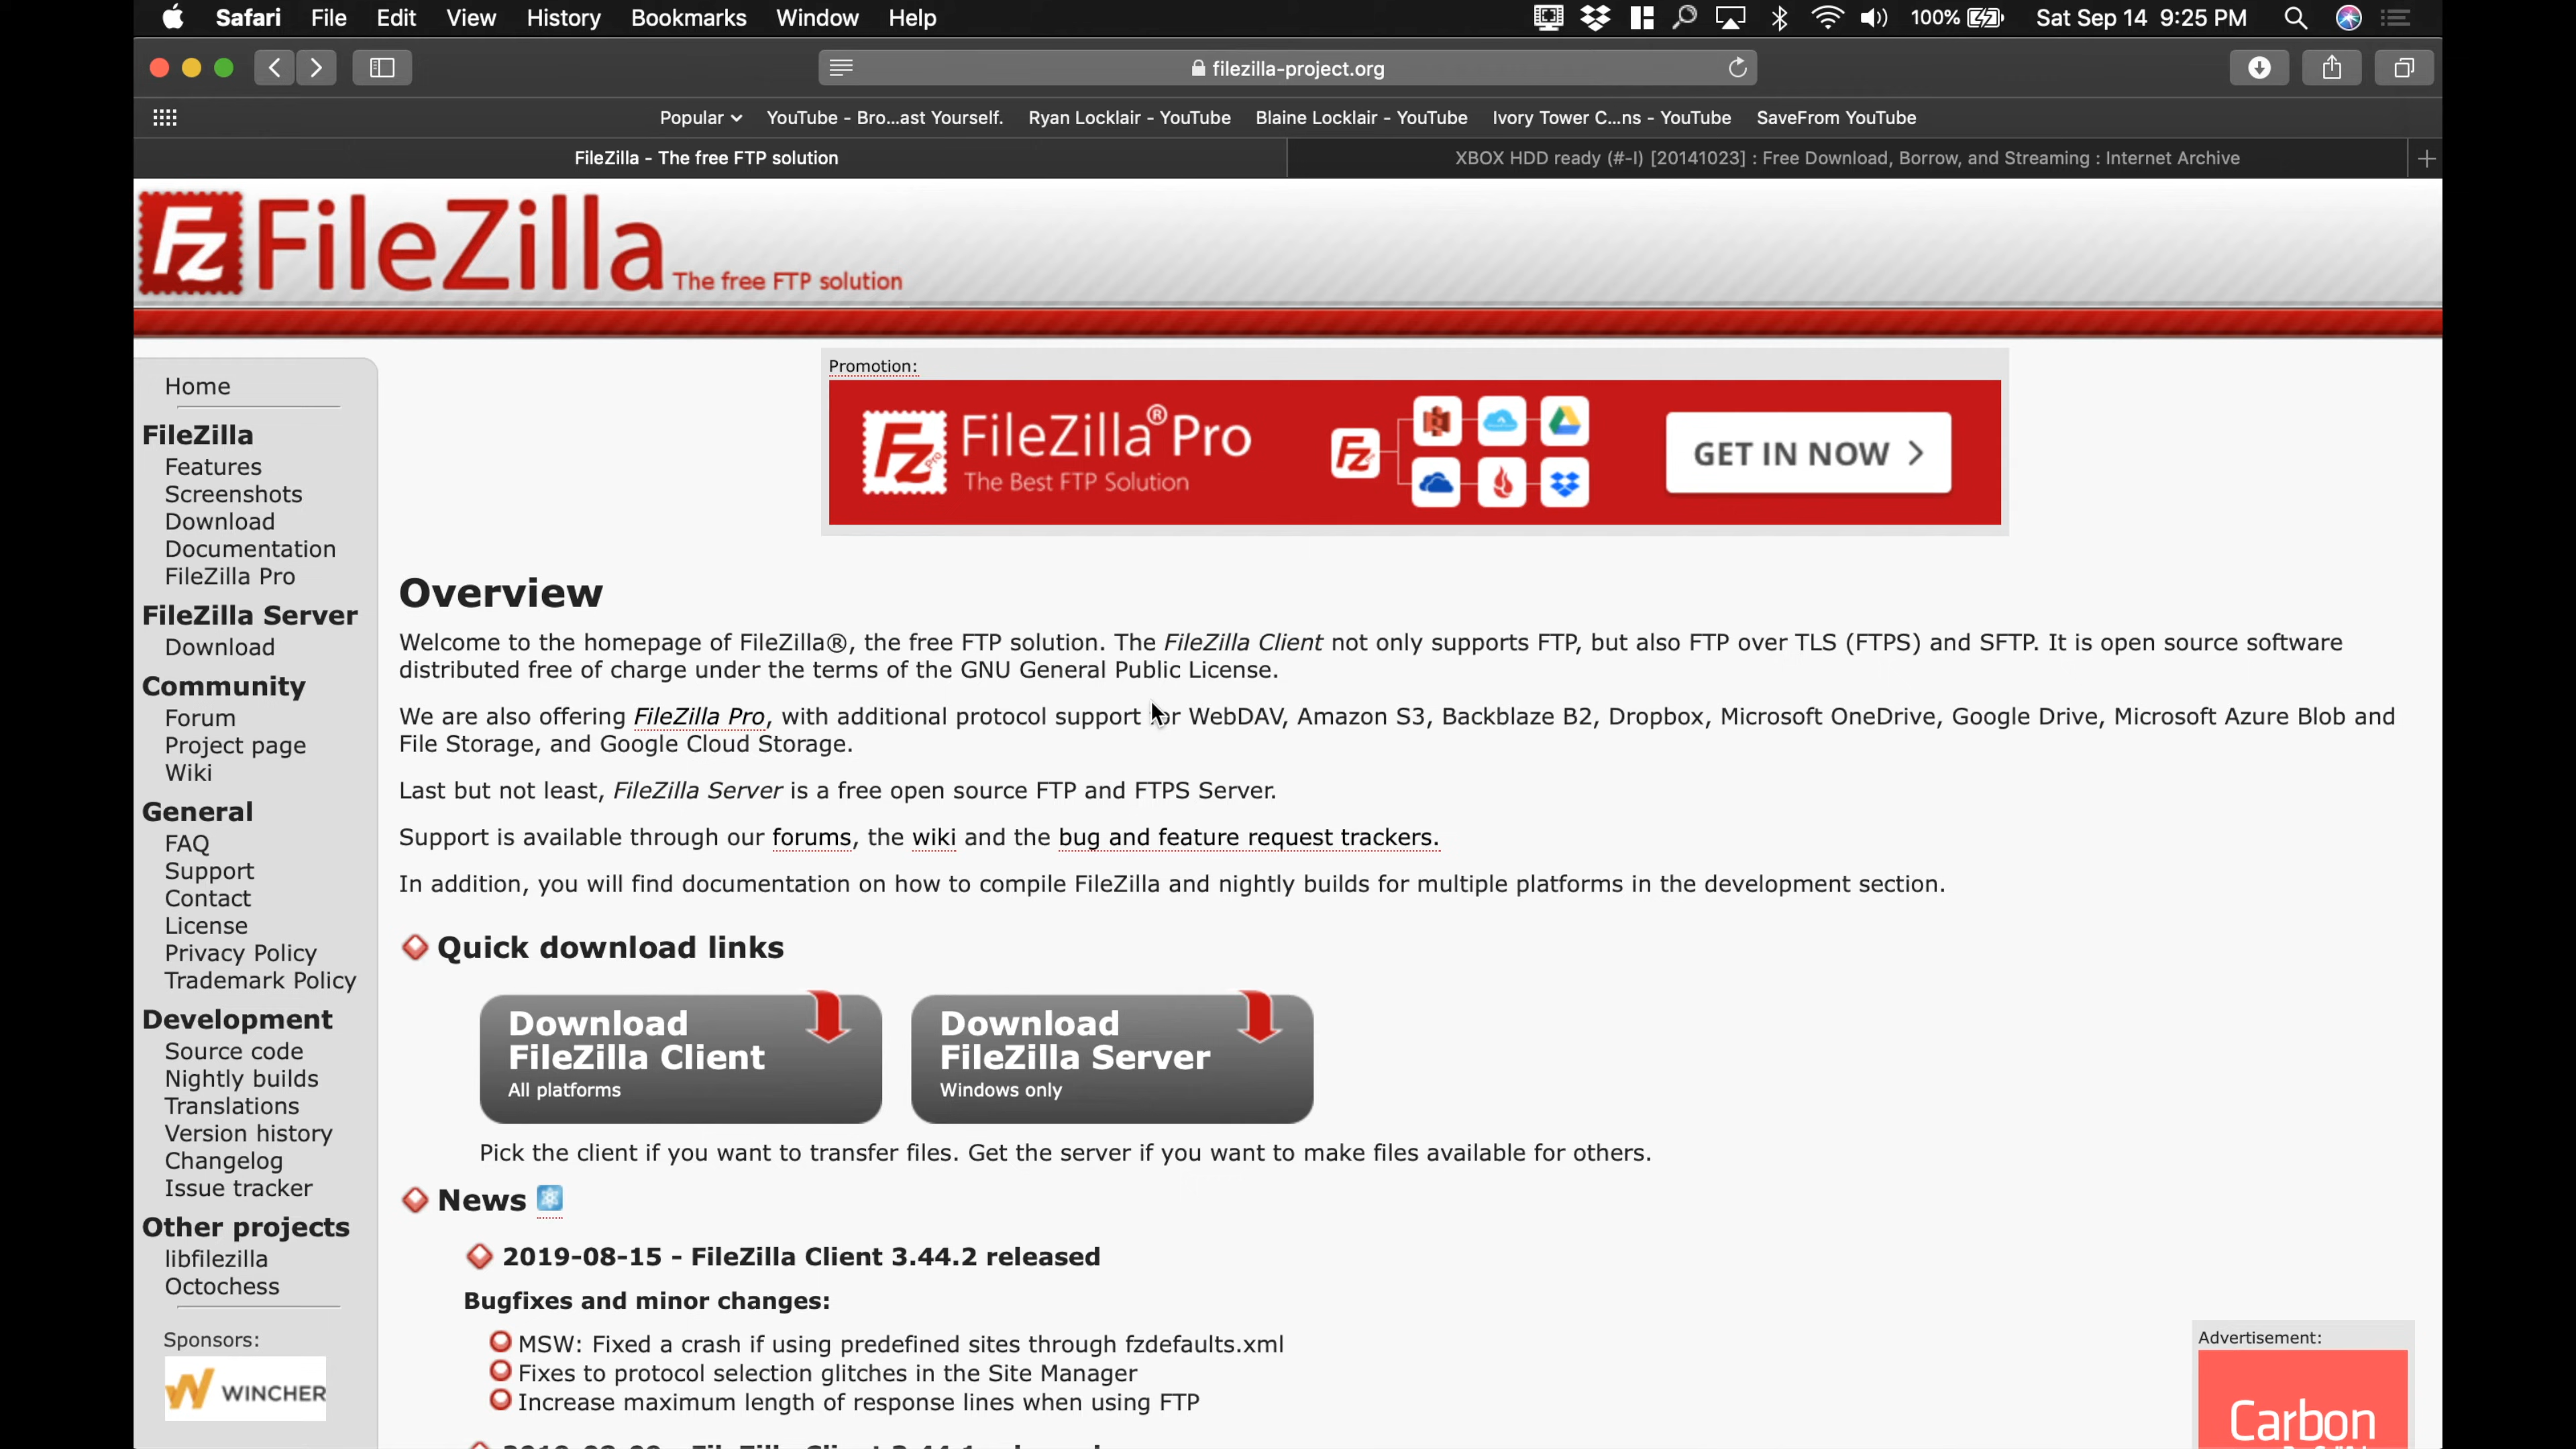 Safari File Edit View History Bookmarks Window Help 100% Sat Sep 14 9:25 PM
filezilla-project.org
Popular YouTube - Bro...ast Yourself. Ryan Locklair - YouTube Blaine Locklair - YouTube Ivory Tower C...ns - YouTube SaveFrom YouTube
FileZilla - The free FTP solution XBOX HDD ready (#-I) [20141023] : Free Download, Borrow, and Streaming : Internet Archive
Fz FileZilla The free FTP solution
Home
FileZilla
Features
Screenshots
Download
Documentation
FileZilla Pro
FileZilla Server
Download
Community
Forum
Project page
Wiki
General
FAQ
Support
Contact
License
Privacy Policy
Trademark Policy
Development
Source code
Nightly builds
Translations
Version history
Changelog
Issue tracker
Other projects
libfilezilla
Octochess
Sponsors:
WINCHER
Promotion:
Fz Pro FileZilla® Pro
The Best FTP Solution
Fz
GET IN NOW
Overview
Welcome to the homepage of FileZilla®, the free FTP solution. The FileZilla Client not only supports FTP, but also FTP over TLS (FTPS) and SFTP. It is open source software
distributed free of charge under the terms of the GNU General Public License.
We are also offering FileZilla Pro, with additional protocol support for WebDAV, Amazon S3, Backblaze B2, Dropbox, Microsoft OneDrive, Google Drive, Microsoft Azure Blob and
File Storage, and Google Cloud Storage.
Last but not least, FileZilla Server is a free open source FTP and FTPS Server.
Support is available through our forums, the wiki and the bug and feature request trackers.
In addition, you will find documentation on how to compile FileZilla and nightly builds for multiple platforms in the development section.
Quick download links
Download
FileZilla Client
All platforms
Download
FileZilla Server
Windows only
Pick the client if you want to transfer files. Get the server if you want to make files available for others.
News
2019-08-15 - FileZilla Client 3.44.2 released
Bugfixes and minor changes:
MSW: Fixed a crash if using predefined sites through fzdefaults.xml
Fixes to protocol selection glitches in the Site Manager
Increase maximum length of response lines when using FTP
Advertisement:
Carbon